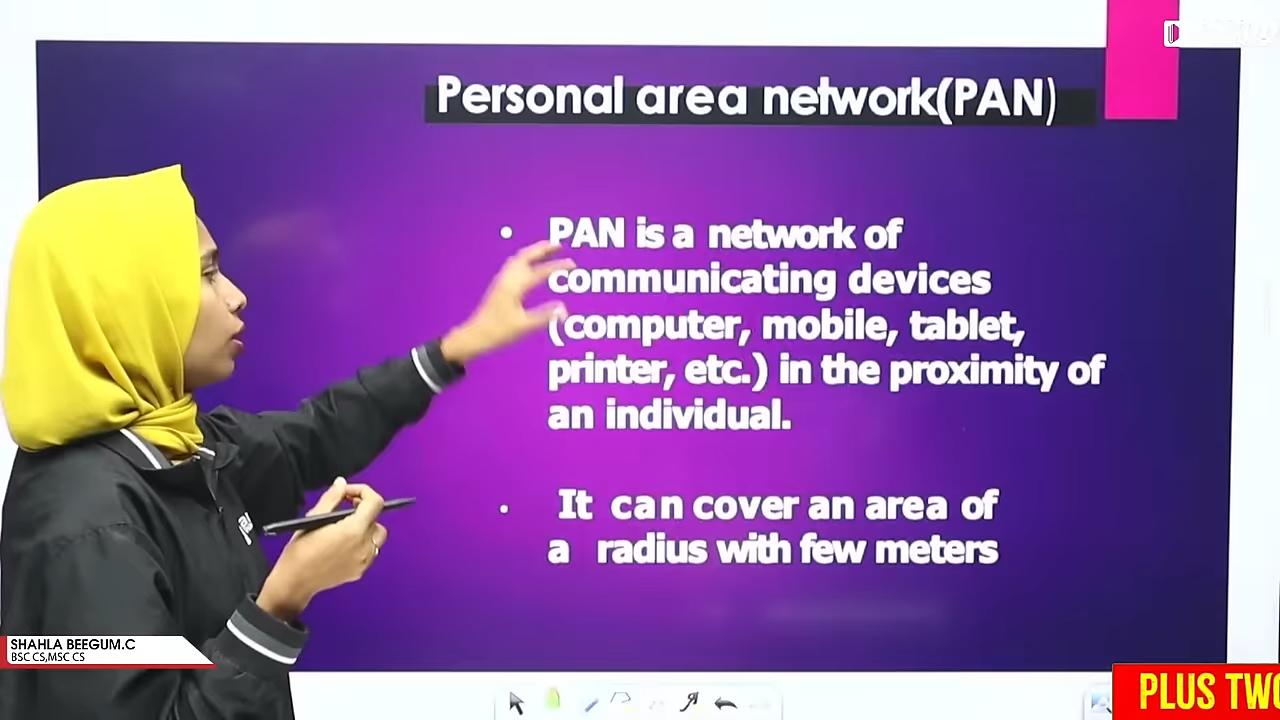 Personal area network(PAN)
• PAN is a network of
communicating devices
(computer, mobile, tablet,
printer, etc.) in the proximity of
an individual.
• It can cover an area of
a radius with few meters
SHAHLA BEEGUM.C
BSC CS,MSC CS
PLUS TWO